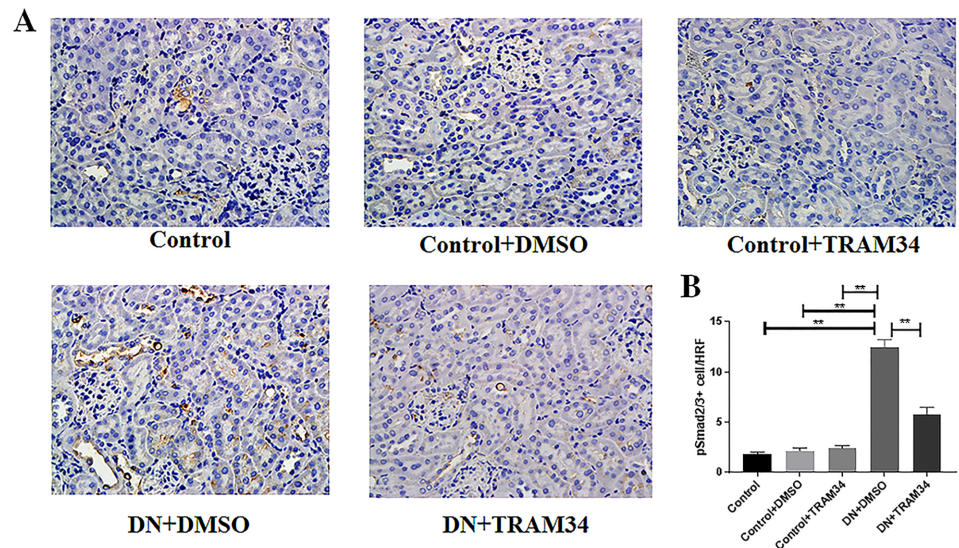 A
Control
Control+DMSO
Control+TRAM34
DN+DMSO
DN+TRAM34
B
**
**
**
**
pSmad2/3+ cell/HRF
15
10
5
0
Control
Control+DMSO
Control+TRAM34
DN+DMSO
DN+TRAM34